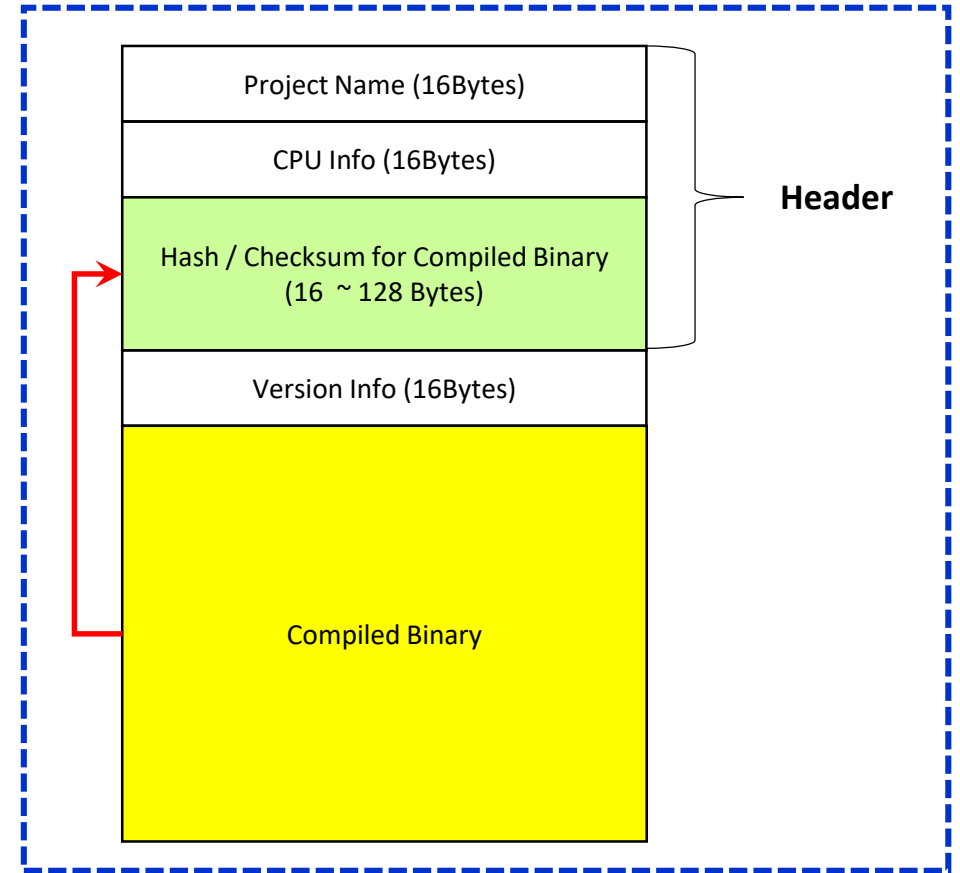 Project Name (16Bytes)
CPU Info (16Bytes)
Header
Hash / Checksum for Compiled Binary
(16 ~ 128 Bytes)
Version Info (16Bytes)
Compiled Binary